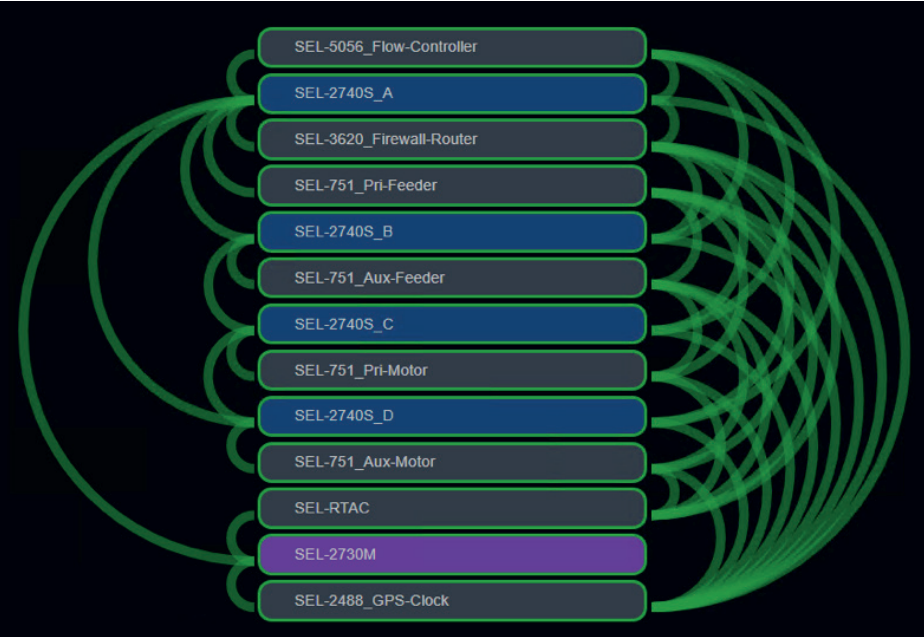 SEL-5056_Flow-Controller
SEL-2740S_A
SEL-3620_Firewall-Router
SEL-751_Pri-Feeder
SEL-2740S_B
SEL-751_Aux-Feeder
SEL-2740S_C
SEL-751_Pri-Motor
SEL-2740S_D
SEL-751_Aux-Motor
SEL-RTAC
SEL-2730M
SEL-2488_GPS-Clock